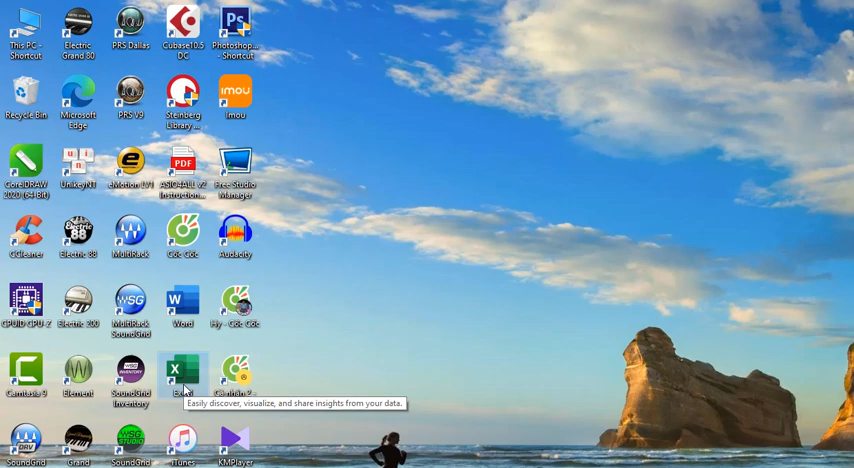 This PC - Shortcut
Electric Grand 80
PRS Dallas
Cubase10.5 DC
Photoshop... - Shortcut
Recycle Bin
Microsoft Edge
PRS V9
Steinberg Library ...
Imou
CorelDRAW 2020 (64-Bit)
UnikeyNT
eMotion LV1
ASIO4ALL v2 Instruction...
Free Studio Manager
CCleaner
Electric 88
MultiRack
Cốc Cốc
Audacity
CPUID CPU-Z
Electric 200
MultiRack SoundGrid
Word
Hy - Cốc Cốc
Camtasia 9
Element
SoundGrid Inventory
Easily discover, visualize, and share insights from your data.
SoundGrid
Grand
SoundGrid
iTunes
KMPlayer